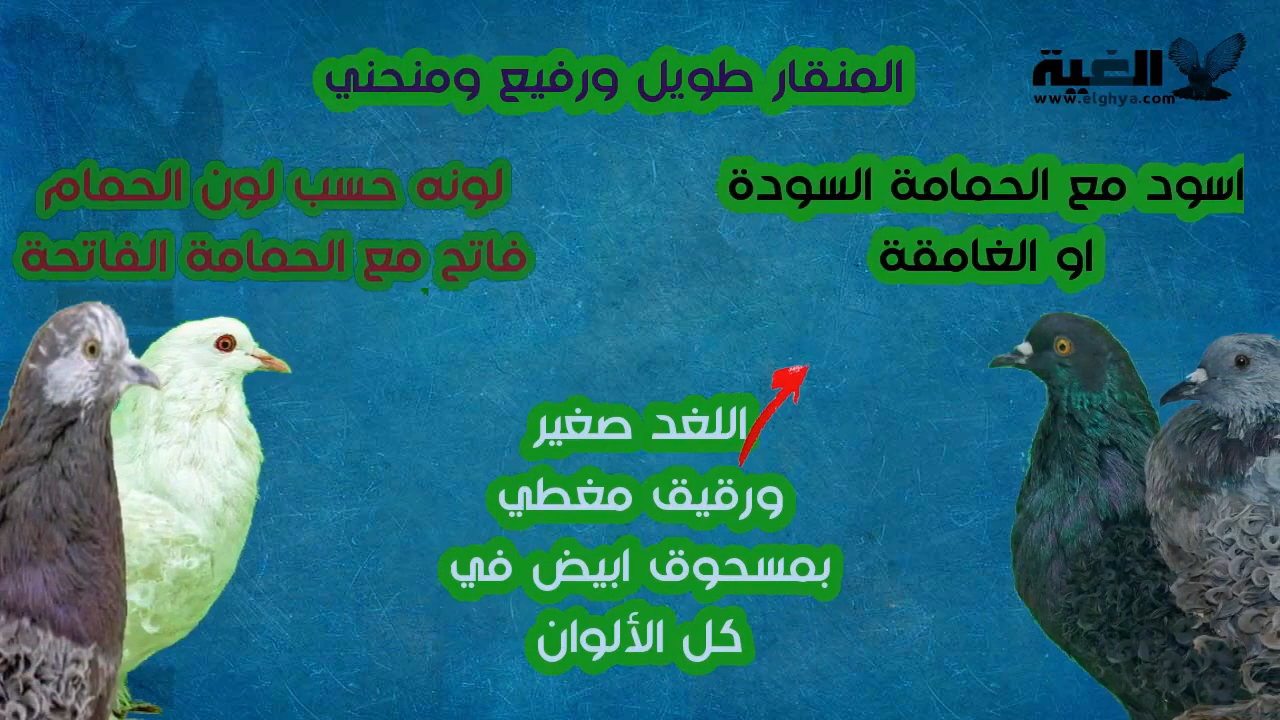 المنقار طويل ورفيع ومنحني
الغية
www.elghya.com
اسود مع الحمامة السودة
او الغامقة
لونه حسب لون الحمام
فاتح مع الحمامة الفاتحة
اللغد صغير
ورقيق مغطي
بمسحوق ابيض في
كل الألوان